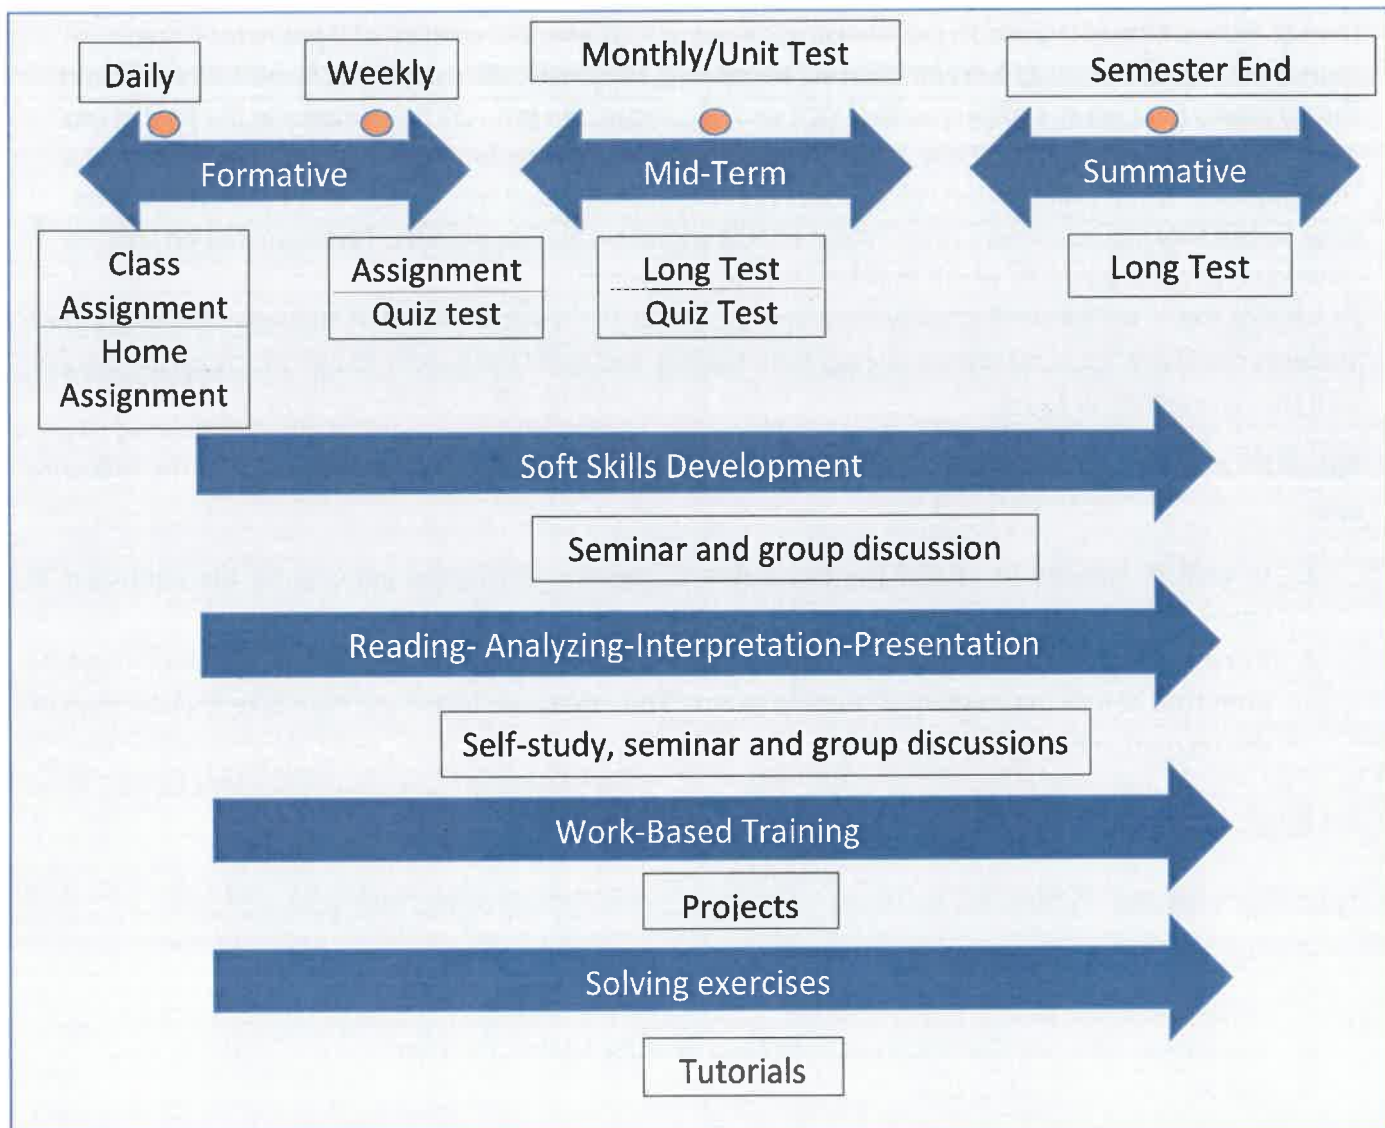 Daily
Weekly
Monthly/Unit Test
Semester End
Formative
Mid-Term
Summative
Class
Assignment
Home
Assignment
Assignment
Quiz test
Long Test
Quiz Test
Long Test
Soft Skills Development
Seminar and group discussion
Reading- Analyzing-Interpretation-Presentation
Self-study, seminar and group discussions
Work-Based Training
Projects
Solving exercises
Tutorials